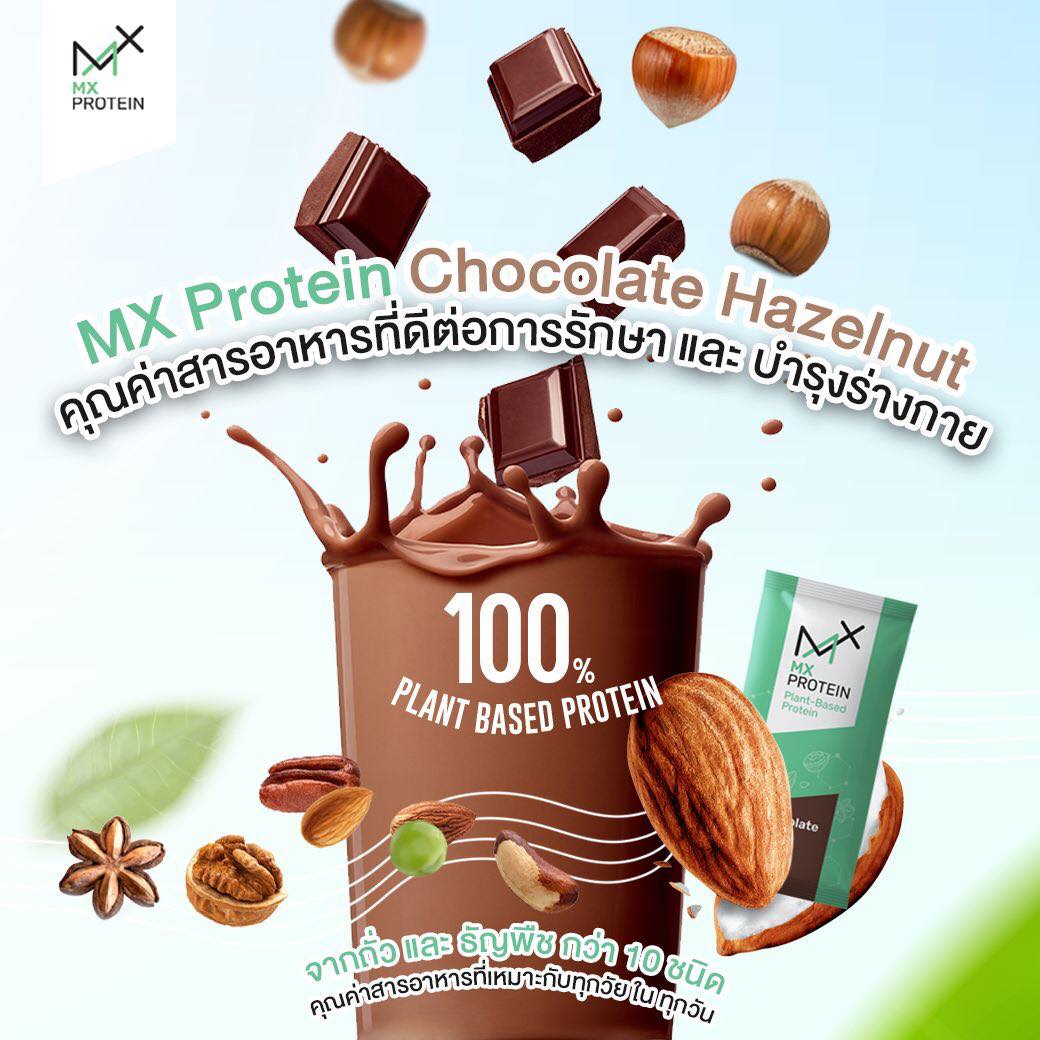 MX
PROTEIN
MX Protein Chocolate Hazelnut
คุณค่าสารอาหารที่ดีต่อการรักษา และ บำรุงร่างกาย
100%
PLANT BASED PROTEIN
MX
PROTEIN
Plant-Based
Protein
olate
จากถั่ว และ ธัญพืช กว่า 10 ชนิด
คุณค่าสารอาหารที่เหมาะกับทุกวัย ใน ทุกวัน